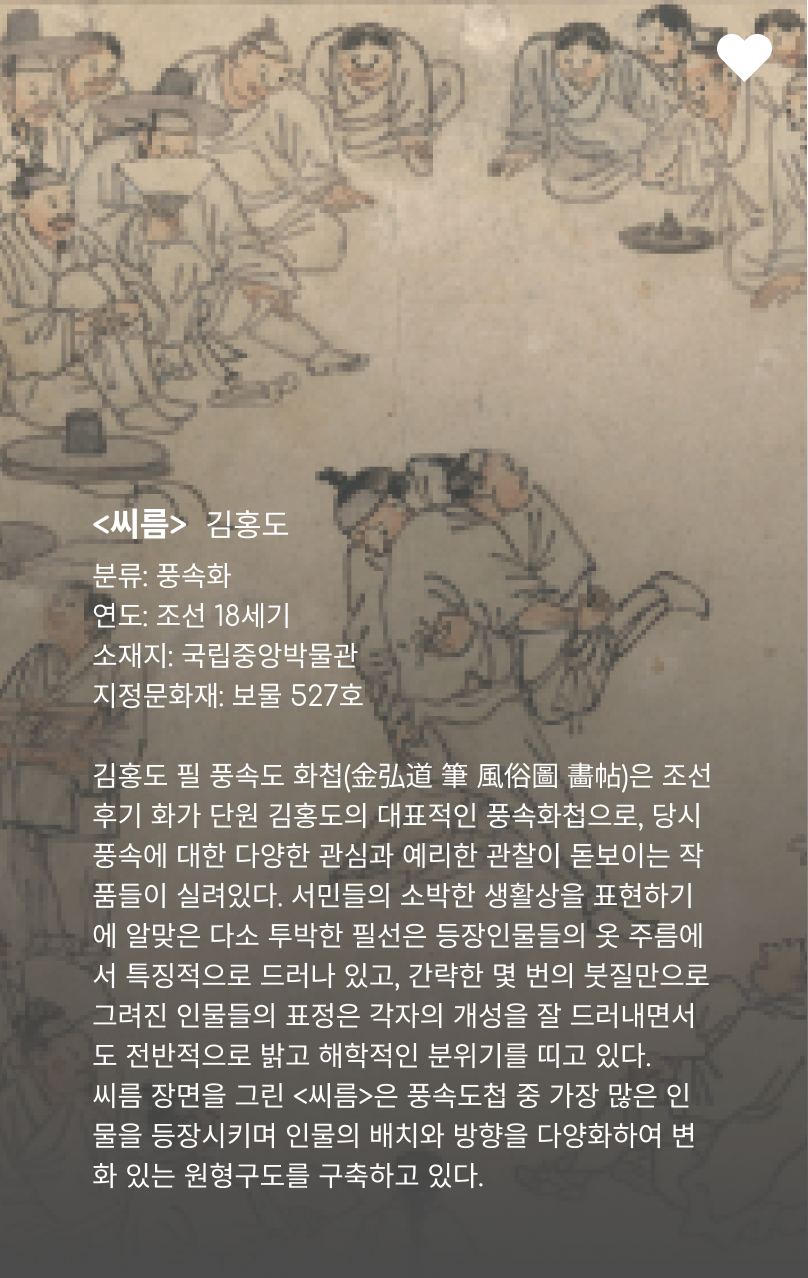 <씨름> 김홍도
분류: 풍속화
연도: 조선 18세기
소재지: 국립중앙박물관
지정문화재: 보물 527호
김홍도 필 풍속도 화첩(金弘道 筆 風俗圖 畵帖)은 조선
후기 화가 단원 김홍도의 대표적인 풍속화첩으로, 당시
풍속에 대한 다양한 관심과 예리한 관찰이 돋보이는 작
품들이 실려있다. 서민들의 소박한 생활상을 표현하기
에 알맞은 다소 투박한 필선은 등장인물들의 옷 주름에
서 특징적으로 드러나 있고, 간략한 몇 번의 붓질만으로
그려진 인물들의 표정은 각자의 개성을 잘 드러내면서
도 전반적으로 밝고 해학적인 분위기를 띠고 있다.
씨름 장면을 그린 <씨름>은 풍속도첩 중 가장 많은 인
물을 등장시키며 인물의 배치와 방향을 다양화하여 변
화 있는 원형구도를 구축하고 있다.